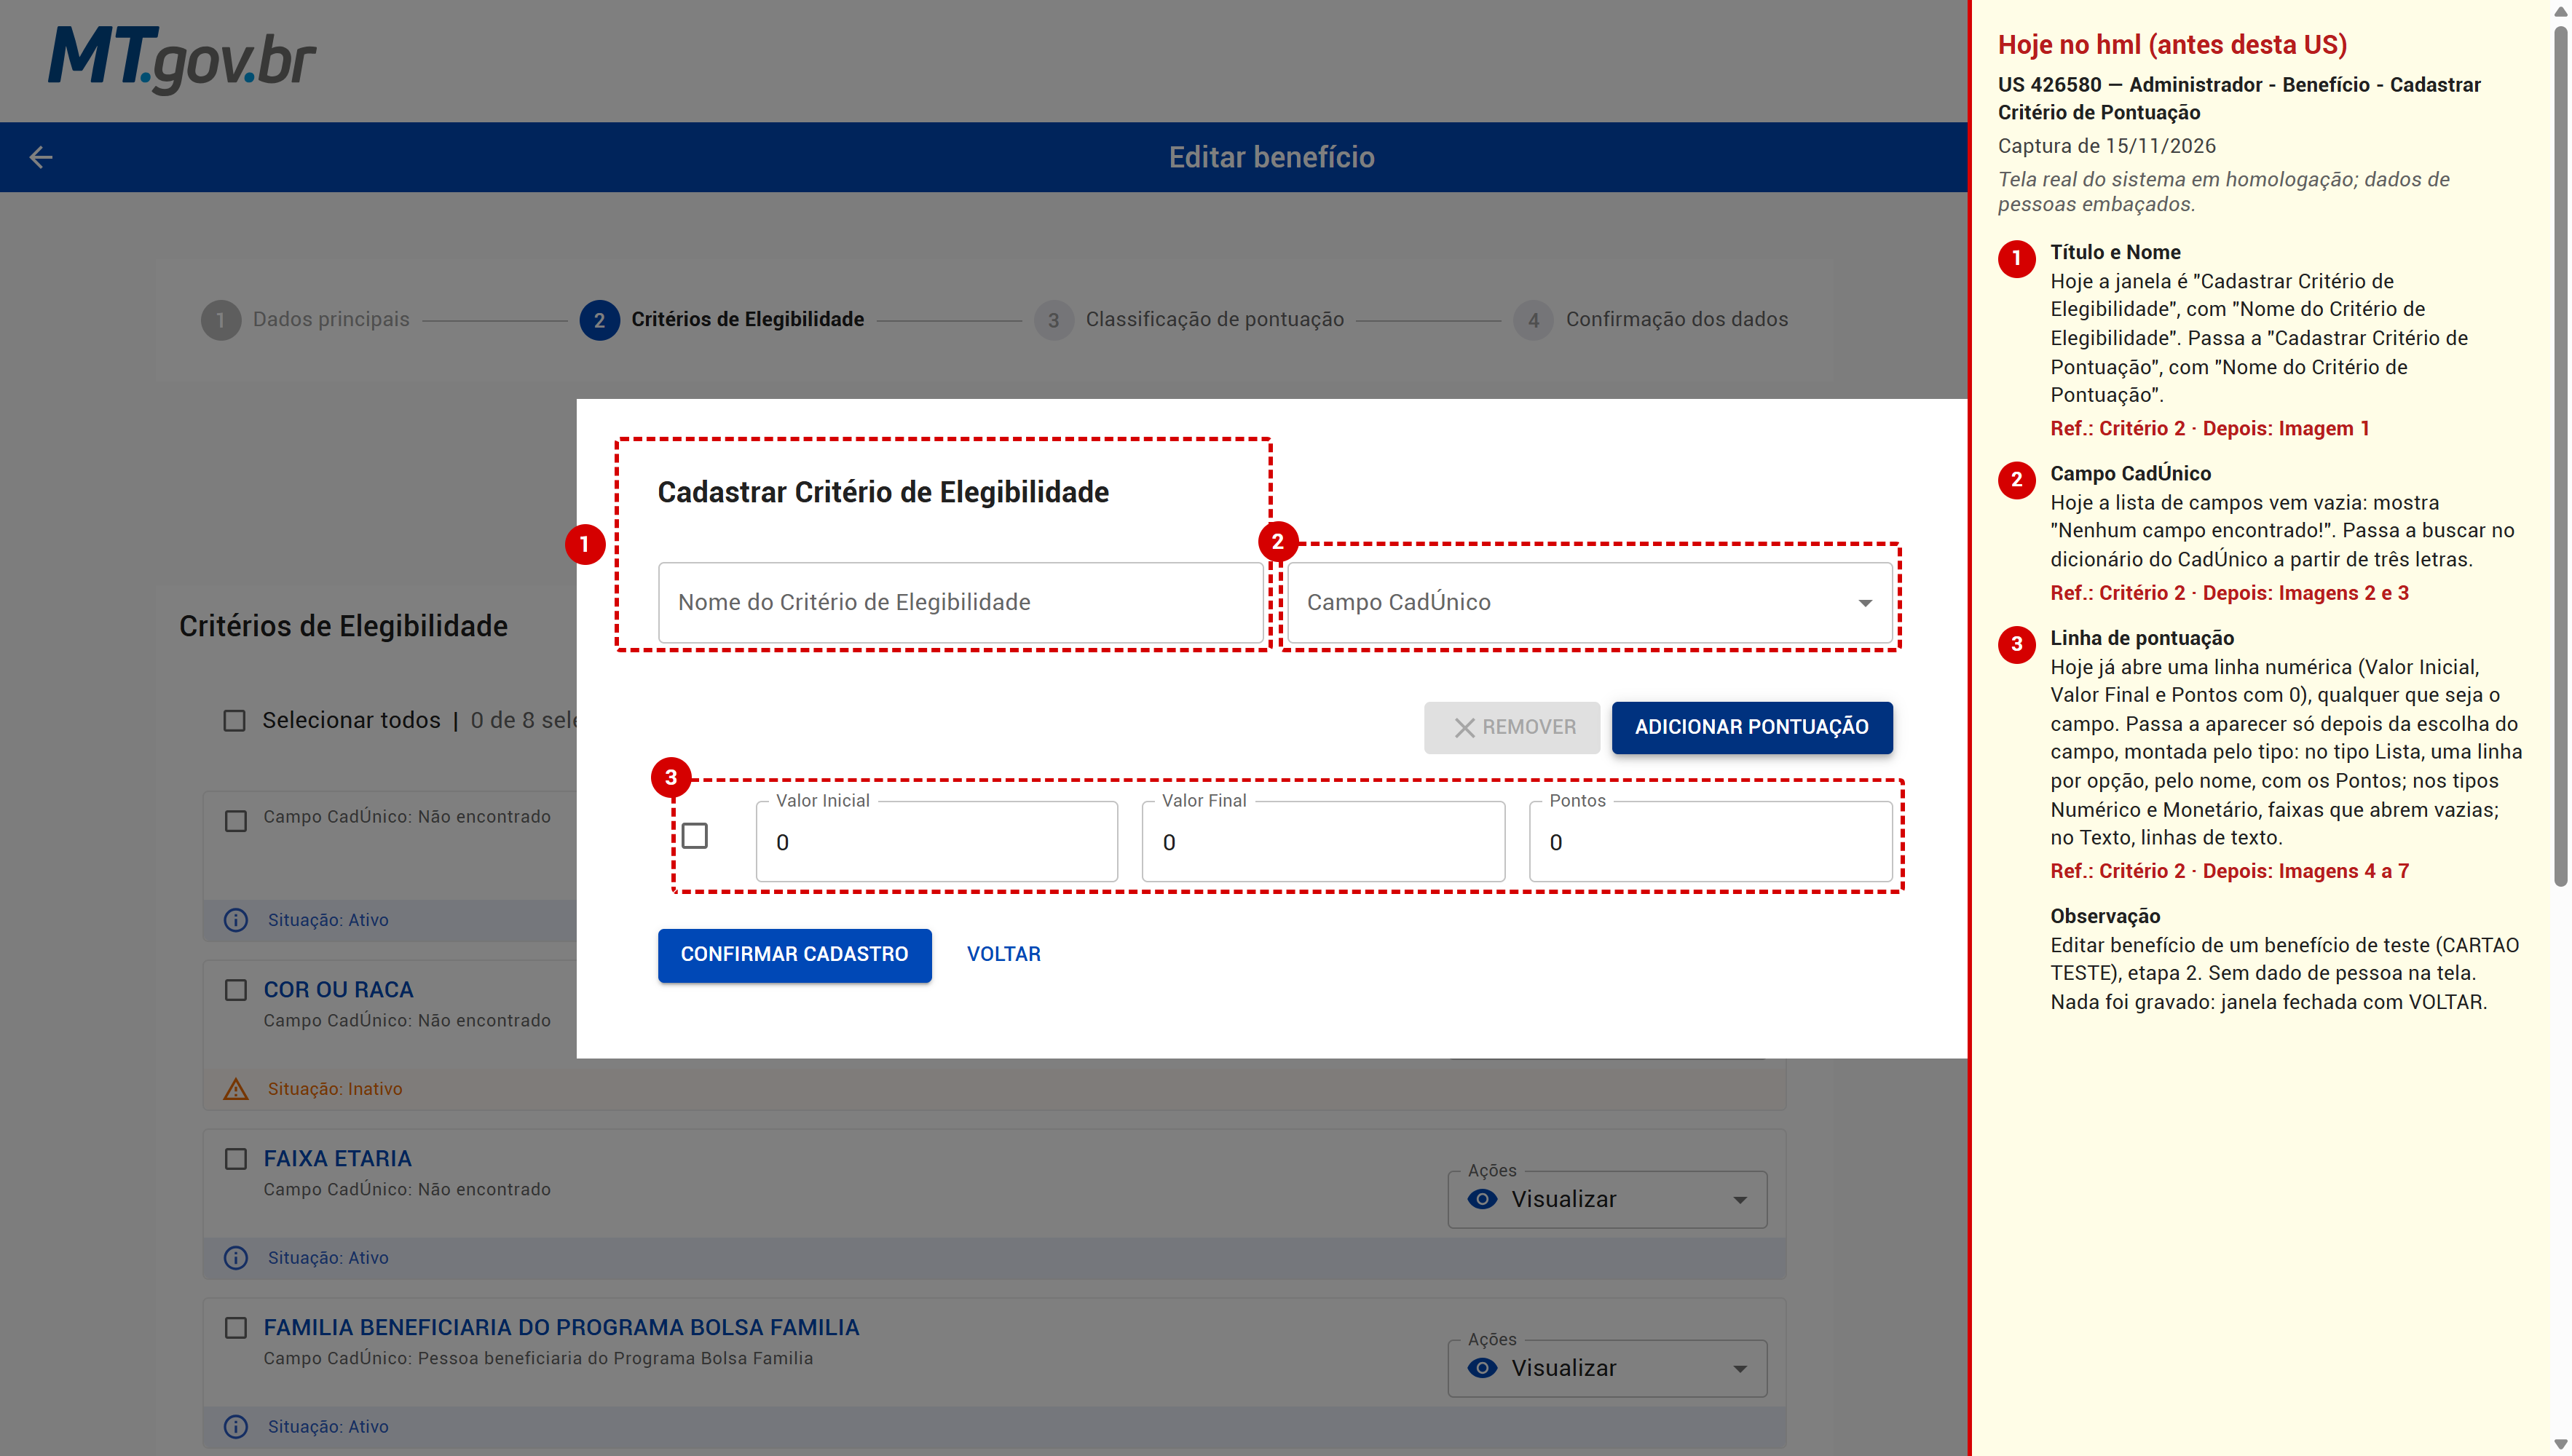 MT.gov.br
Editar benefício
1 Dados principais
2 Critérios de Elegibilidade
3 Classificação de pontuação
4 Confirmação dos dados
Critérios de Elegibilidade
Selecionar todos | 0 de 8 sele
Campo CadÚnico: Não encontrado
Situação: Ativo
COR OU RACA
Campo CadÚnico: Não encontrado
Situação: Inativo
FAIXA ETARIA
Campo CadÚnico: Não encontrado
Ações
Visualizar
Situação: Ativo
FAMILIA BENEFICIARIA DO PROGRAMA BOLSA FAMILIA
Campo CadÚnico: Pessoa beneficiaria do Programa Bolsa Familia
Ações
Visualizar
Situação: Ativo
Cadastrar Critério de Elegibilidade
1
2
Nome do Critério de Elegibilidade
Campo CadÚnico
REMOVER
ADICIONAR PONTUAÇÃO
3
Valor Inicial
0
Valor Final
0
Pontos
0
CONFIRMAR CADASTRO
VOLTAR
Hoje no hml (antes desta US)
US 426580 — Administrador - Benefício - Cadastrar
Critério de Pontuação
Captura de 15/11/2026
Tela real do sistema em homologação; dados de
pessoas embaçados.
1 Título e Nome
Hoje a janela é "Cadastrar Critério de
Elegibilidade", com "Nome do Critério de
Elegibilidade". Passa a "Cadastrar Critério de
Pontuação", com "Nome do Critério de
Pontuação".
Ref.: Critério 2 · Depois: Imagem 1
2 Campo CadÚnico
Hoje a lista de campos vem vazia: mostra
"Nenhum campo encontrado!". Passa a buscar no
dicionário do CadÚnico a partir de três letras.
Ref.: Critério 2 · Depois: Imagens 2 e 3
3 Linha de pontuação
Hoje já abre uma linha numérica (Valor Inicial,
Valor Final e Pontos com 0), qualquer que seja o
campo. Passa a aparecer só depois da escolha do
campo, montada pelo tipo: no tipo Lista, uma linha
por opção, pelo nome, com os Pontos; nos tipos
Numérico e Monetário, faixas que abrem vazias;
no Texto, linhas de texto.
Ref.: Critério 2 · Depois: Imagens 4 a 7
Observação
Editar benefício de um benefício de teste (CARTAO
TESTE), etapa 2. Sem dado de pessoa na tela.
Nada foi gravado: janela fechada com VOLTAR.